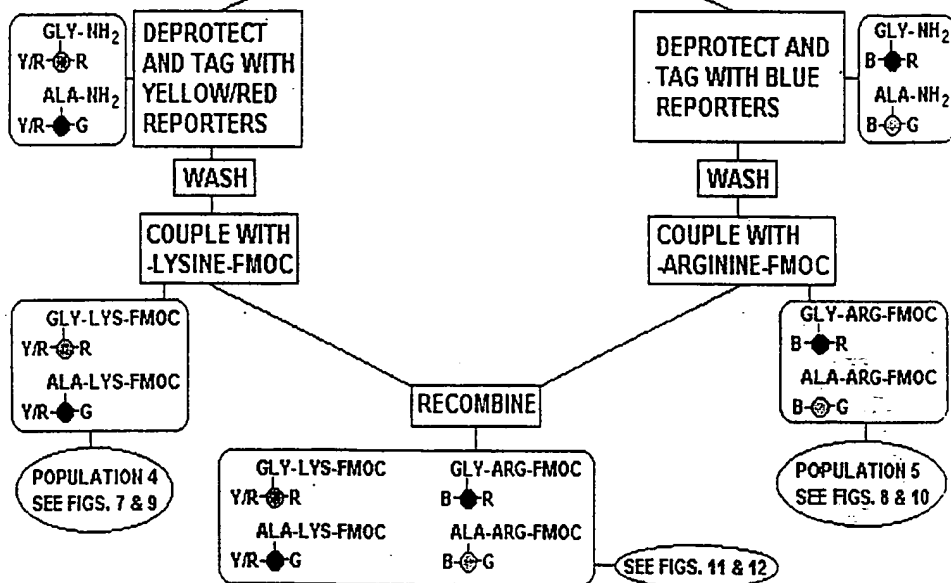 GLY-NH2
Y/R R
ALA-NH2
Y/R G
DEPROTECT
AND TAG WITH
YELLOW/RED
REPORTERS
DEPROTECT AND
TAG WITH BLUE
REPORTERS
GLY-NH2
B R
ALA-NH2
B G
WASH
WASH
COUPLE WITH
-LYSINE-FMOC
COUPLE WITH
-ARGININE-FMOC
GLY-LYS-FMOC
Y/R R
ALA-LYS-FMOC
Y/R G
GLY-ARG-FMOC
B R
ALA-ARG-FMOC
B G
RECOMBINE
POPULATION 4
SEE FIGS. 7 & 9
GLY-LYS-FMOC
Y/R R
ALA-LYS-FMOC
Y/R G
GLY-ARG-FMOC
B R
ALA-ARG-FMOC
B G
POPULATION 5
SEE FIGS. 8 & 10
SEE FIGS. 11 & 12